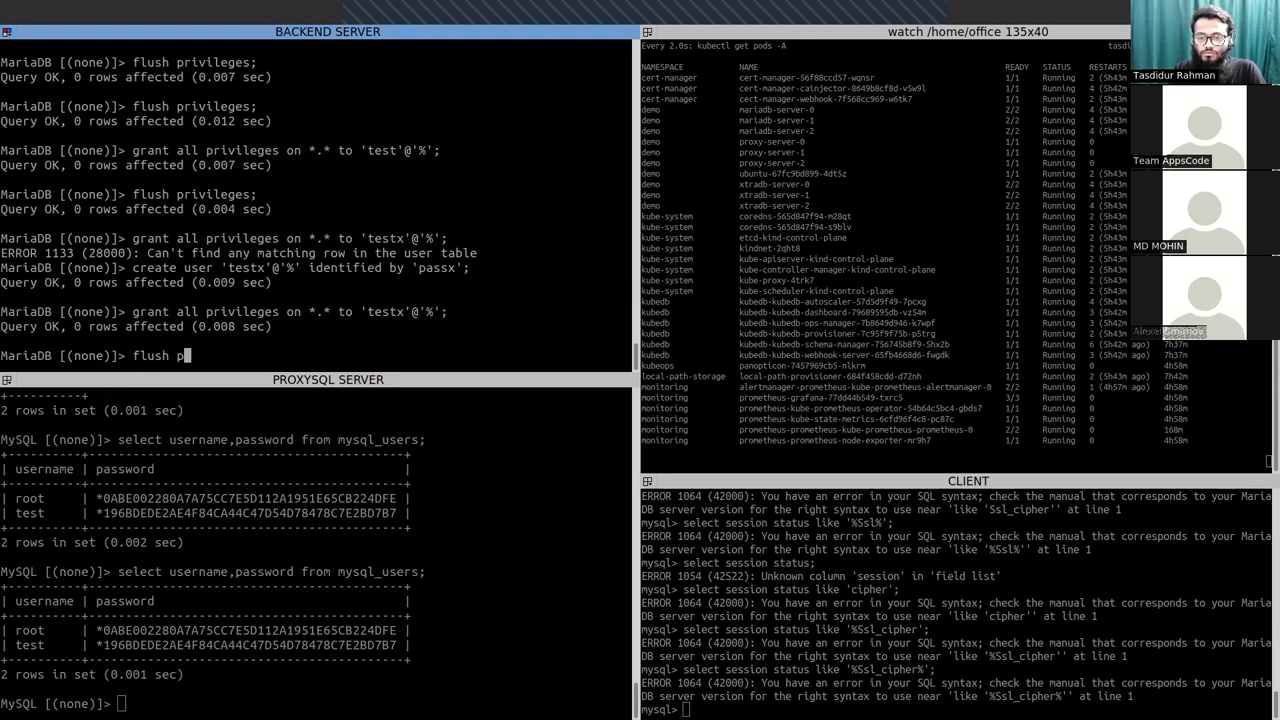 BACKEND SERVER
MariaDB [(none)]> flush privileges;
Query OK, 0 rows affected (0.007 sec)
MariaDB [(none)]> flush privileges;
Query OK, 0 rows affected (0.012 sec)
MariaDB [(none)]> grant all privileges on *.* to 'test'@'%';
Query OK, 0 rows affected (0.007 sec)
MariaDB [(none)]> flush privileges;
Query OK, 0 rows affected (0.004 sec)
MariaDB [(none)]> grant all privileges on *.* to 'testx'@'%';
ERROR 1133 (28000): Can't find any matching row in the user table
MariaDB [(none)]> create user 'testx'@'%' identified by 'passx';
Query OK, 0 rows affected (0.009 sec)
MariaDB [(none)]> grant all privileges on *.* to 'testx'@'%';
Query OK, 0 rows affected (0.008 sec)
MariaDB [(none)]> flush p
PROXYSQL SERVER
+----------+
2 rows in set (0.001 sec)
MySQL [(none)]> select username,password from mysql_users;
+----------+-------------------------------------------+
| username | password                                  |
+----------+-------------------------------------------+
| root     | *0ABE002280A7A75CC7E5D112A1951E65CB224DFE |
| test     | *196BDEDE2AE4F84CA44C47D54D78478C7E2BD7B7 |
+----------+-------------------------------------------+
2 rows in set (0.002 sec)
MySQL [(none)]> select username,password from mysql_users;
+----------+-------------------------------------------+
| username | password                                  |
+----------+-------------------------------------------+
| root     | *0ABE002280A7A75CC7E5D112A1951E65CB224DFE |
| test     | *196BDEDE2AE4F84CA44C47D54D78478C7E2BD7B7 |
+----------+-------------------------------------------+
2 rows in set (0.001 sec)
MySQL [(none)]>
watch /home/office 135x40
Every 2.0s: kubectl get pods -A tasdi
NAMESPACE NAME READY STATUS RESTARTS
cert-manager cert-manager-56f88ccd57-wqnsr 1/1 Running 2 (5h43m
cert-manager cert-manager-cainjector-8649b8cf8d-v5w9l 1/1 Running 4 (5h42m
cert-manager cert-manager-webhook-7f568cc969-w6tk7 1/1 Running 2 (5h43m
demo mariadb-server-0 2/2 Running 4 (5h43m
demo mariadb-server-1 2/2 Running 4 (5h43m
demo mariadb-server-2 2/2 Running 4 (5h43m
demo proxy-server-0 1/1 Running 0
demo proxy-server-1 1/1 Running 0
demo proxy-server-2 1/1 Running 0
demo ubuntu-67fc9bd899-4dt5z 1/1 Running 2 (5h43m
demo xtradb-server-0 2/2 Running 4 (5h43m
demo xtradb-server-1 2/2 Running 4 (5h43m
demo xtradb-server-2 2/2 Running 4 (5h43m
kube-system coredns-565d847f94-m28qt 1/1 Running 2 (5h43m
kube-system coredns-565d847f94-s9blv 1/1 Running 2 (5h43m
kube-system etcd-kind-control-plane 1/1 Running 2 (5h43m
kube-system kindnet-2qht8 1/1 Running 2 (5h43m
kube-system kube-apiserver-kind-control-plane 1/1 Running 2 (5h43m
kube-system kube-controller-manager-kind-control-plane 1/1 Running 2 (5h43m
kube-system kube-proxy-4trk7 1/1 Running 2 (5h43m
kube-system kube-scheduler-kind-control-plane 1/1 Running 2 (5h43m
kubedb kubedb-kubedb-autoscaler-57d5d9f49-7pcxg 1/1 Running 4 (5h43m
kubedb kubedb-kubedb-dashboard-79689595db-vz54m 1/1 Running 3 (5h42m
kubedb kubedb-kubedb-ops-manager-7b8649d496-k7wpf 1/1 Running 3 (5h43m
kubedb kubedb-kubedb-provisioner-7c95f9f75b-p5trg 1/1 Running 2 (5h43m
kubedb kubedb-kubedb-schema-manager-756745b8f9-5hx2b 1/1 Running 6 (5h42m ago) 7h37m
kubedb kubedb-kubedb-webhook-server-65fb4668d6-fwgdk 1/1 Running 3 (5h42m ago) 7h37m
kubeops panopticon-7457969cb5-nlkrm 1/1 Running 0 4h58m
local-path-storage local-path-provisioner-684f458cdd-d72nh 1/1 Running 2 (5h43m ago) 7h42m
monitoring alertmanager-prometheus-kube-prometheus-alertmanager-0 2/2 Running 1 (4h57m ago) 4h58m
monitoring prometheus-grafana-77dd44b549-txrc5 3/3 Running 0 4h58m
monitoring prometheus-kube-prometheus-operator-54b64c5bc4-gbds7 1/1 Running 0 4h58m
monitoring prometheus-kube-state-metrics-6cfd96f4c8-pc87c 1/1 Running 0 4h58m
monitoring prometheus-prometheus-kube-prometheus-prometheus-0 2/2 Running 0 168m
monitoring prometheus-prometheus-node-exporter-mr9h7 1/1 Running 0 4h58m
Tasdidur Rahman
Team AppsCode
MD MOHIN
CLIENT
ERROR 1064 (42000): You have an error in your SQL syntax; check the manual that corresponds to your Maria
DB server version for the right syntax to use near 'like 'Ssl_cipher'' at line 1
mysql> select session status like '%Ssl%';
ERROR 1064 (42000): You have an error in your SQL syntax; check the manual that corresponds to your Maria
DB server version for the right syntax to use near 'like '%Ssl%'' at line 1
mysql> select session status;
ERROR 1054 (42S22): Unknown column 'session' in 'field list'
mysql> select session status like 'cipher';
ERROR 1064 (42000): You have an error in your SQL syntax; check the manual that corresponds to your Maria
DB server version for the right syntax to use near 'like 'cipher'' at line 1
mysql> select session status like '%Ssl_cipher';
ERROR 1064 (42000): You have an error in your SQL syntax; check the manual that corresponds to your Maria
DB server version for the right syntax to use near 'like '%Ssl_cipher'' at line 1
mysql> select session status like '%Ssl_cipher%';
ERROR 1064 (42000): You have an error in your SQL syntax; check the manual that corresponds to your Maria
DB server version for the right syntax to use near 'like '%Ssl_cipher%'' at line 1
mysql>